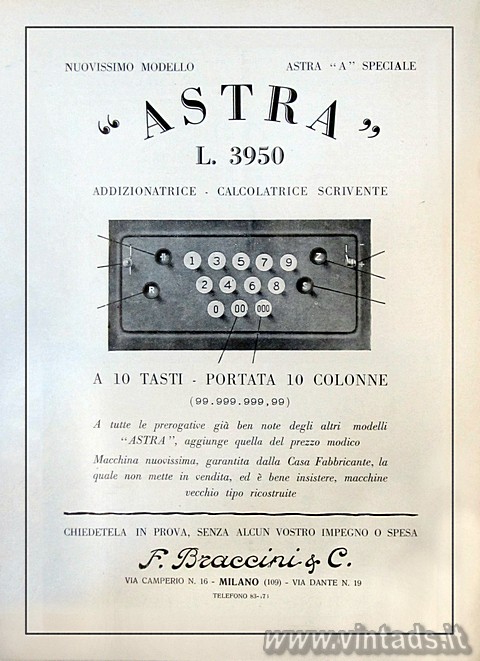 NUOVISSIMO MODELLO ASTRA "A" SPECIALE
"ASTRA"
L. 3950
ADDIZIONATRICE - CALCOLATRICE SCRIVENTE
1 3 5 7 9
2 4 6 8
0 00 000
A 10 TASTI - PORTATA 10 COLONNE
(99.999.999,99)
A tutte le prerogative già ben note degli altri modelli
"ASTRA", aggiunge quella del prezzo modico
Macchina nuovissima, garantita dalla Casa Fabbricante, la
quale non mette in vendita, ed è bene insistere, macchine
vecchio tipo ricostruite
CHIEDETELA IN PROVA, SENZA ALCUN VOSTRO IMPEGNO O SPESA
F. Braccini & C.
VIA CAMPERIO N. 16 - MILANO (109) - VIA DANTE N. 19
TELEFONO
www.vintads.it